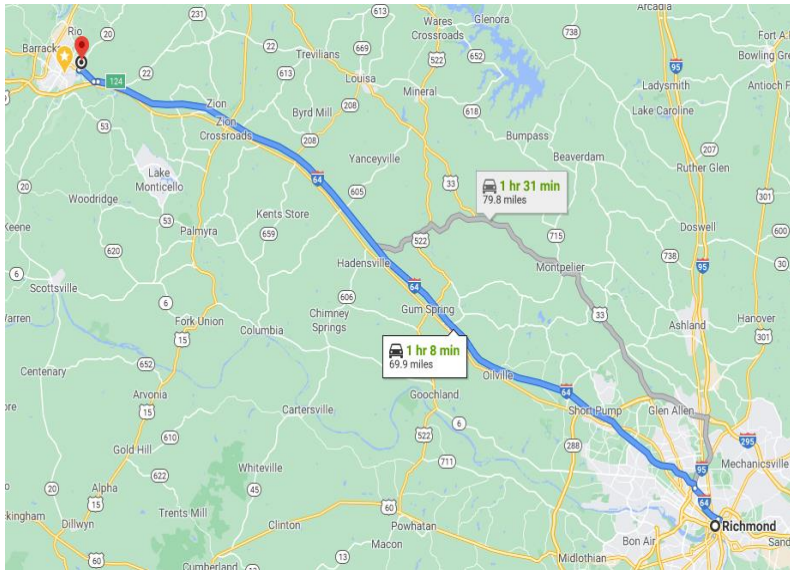 Rio
20
231
613
Trevilians
669
Louisa
Wares
Crossroads
Glenora
522
652
738
Arcadia
Fort A.
Bowling Gree
95
Ladysmith
Antioch F
Barrack
22
124
22
613
Byrd Mill
208
Mineral
618
Lake Caroline
53
Zion
Zion
Crossroads
208
Yanceyville
Bumpass
207
Ruther Glen
Beaverdam
301
Lake
Monticello
64
605
33
1 hr 31 min
79.8 miles
Woodridge
53
Kents Store
522
715
Doswell
600
Keene
620
Palmyra
659
Hadensville
Montpelier
738
95
30
6
Scottsville
64
606
Gum Spring
33
Hanover
Chimney
Springs
Ashland
301
6
Fork Union
Columbia
15
Warren
1 hr 8 min
69.9 miles
Oilville
64
652
Centenary
Arvonia
15
Cartersville
Goochland
6
Short Pump
Glen Allen
288
295
522
610
Gold Hill
711
95
Mechanicsville
Whiteville
64
20
Alpha
15
45
Trents Mill
Richmond
Clinton
Powhatan
60
Bon Air
Sand
ckingham
Dillwyn
13
Macon
Midlothian
60
Cumberland
13
60